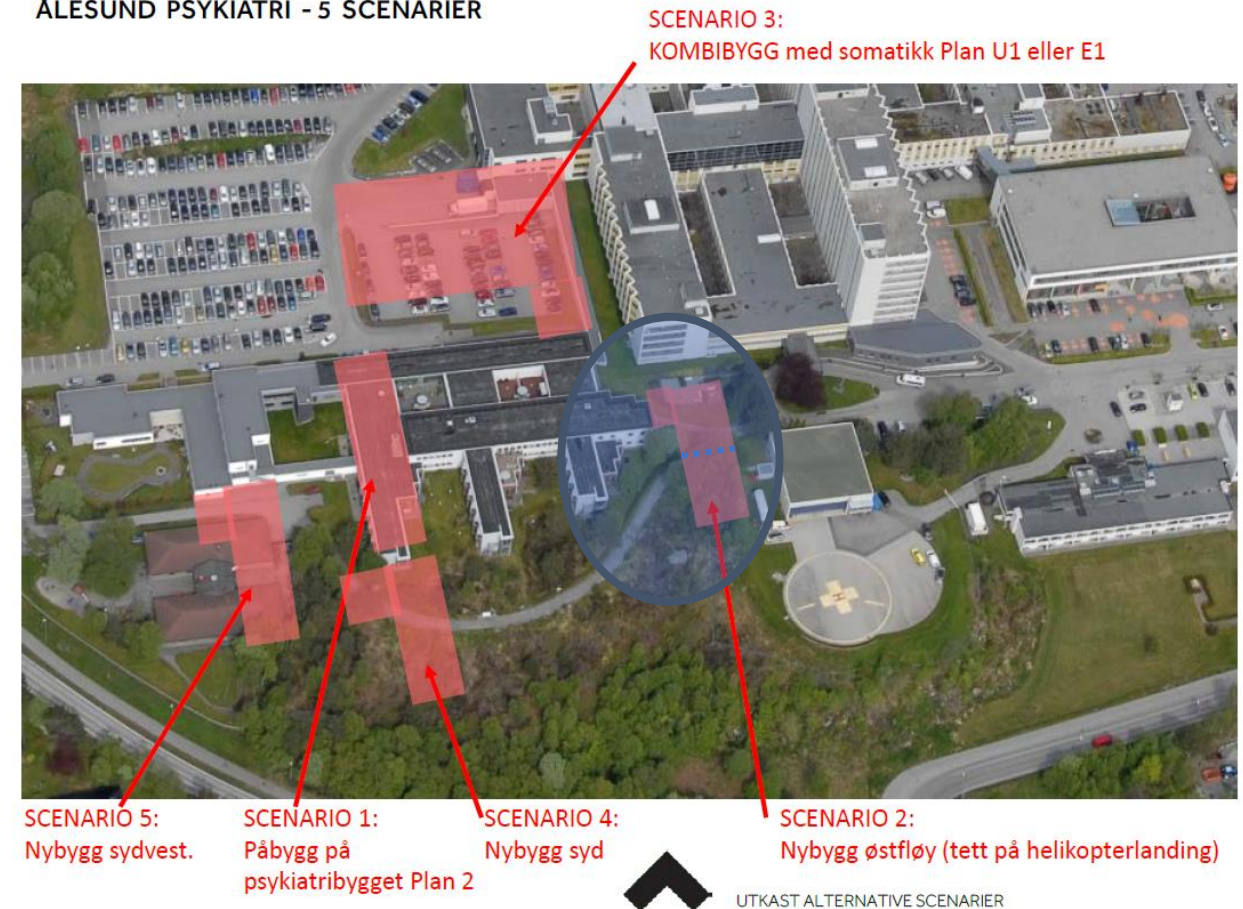 ÅLESUND PSYKIATRI - 5 SCENARIER
SCENARIO 3:
KOMBIBYGG med somatikk Plan U1 eller E1
SCENARIO 5:
Nybygg sydvest.
SCENARIO 1:
Påbygg på
psykiatribygget Plan 2
SCENARIO 4:
Nybygg syd
SCENARIO 2:
Nybygg østfløy (tett på helikopterlanding)
UTKAST ALTERNATIVE SCENARIER